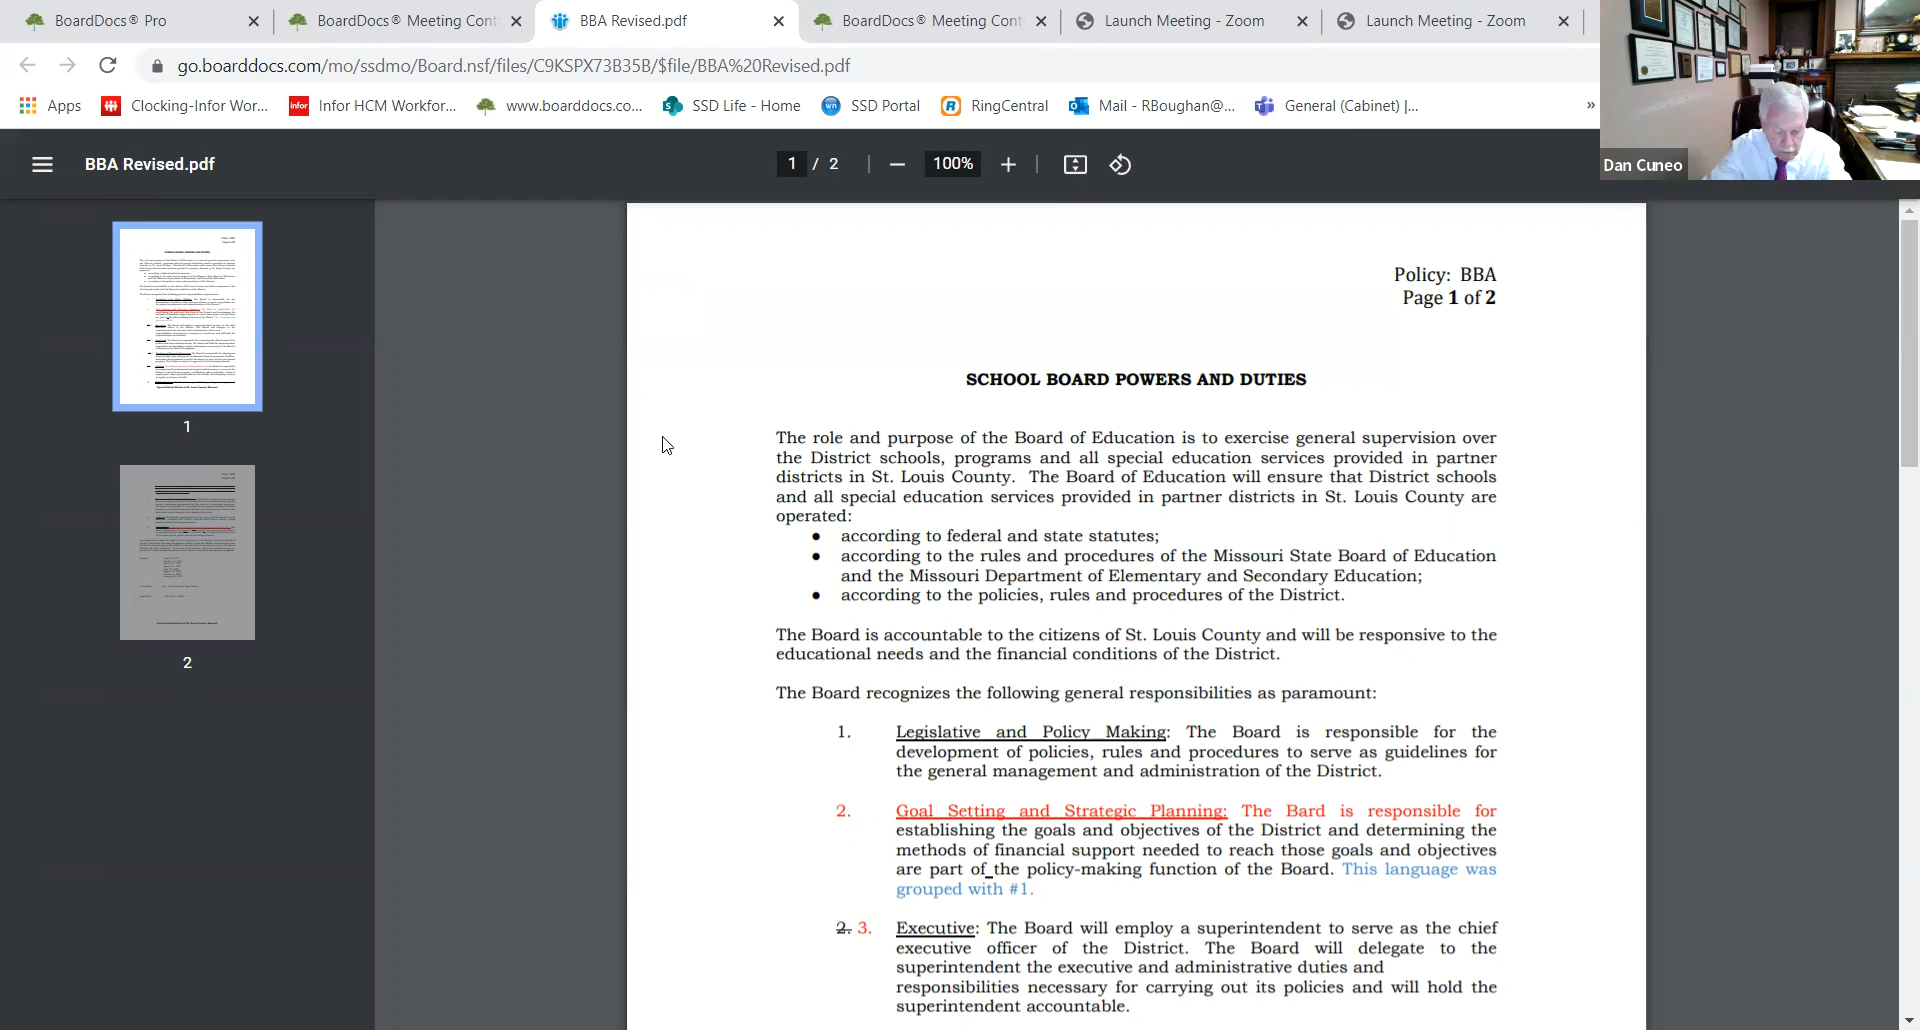 BoardDocs® Pro
BoardDocs® Meeting Cont
BBA Revised.pdf
BoardDocs® Meeting Cont
Launch Meeting - Zoom
Launch Meeting - Zoom
go.boarddocs.com/mo/ssdmo/Board.nsf/files/C9KSPX73B35B/$file/BBA%20Revised.pdf
Apps
Clocking-Infor Wor...
infor
Infor HCM Workfor...
www.boarddocs.co...
SSD Life - Home
SSD Portal
RingCentral
Mail - RBoughan@...
General (Cabinet) |...
»
Dan Cuneo
BBA Revised.pdf
1 / 2
100%
1
2
Policy: BBA
Page 1 of 2
SCHOOL BOARD POWERS AND DUTIES
The role and purpose of the Board of Education is to exercise general supervision over
the District schools, programs and all special education services provided in partner
districts in St. Louis County. The Board of Education will ensure that District schools
and all special education services provided in partner districts in St. Louis County are
operated:
● according to federal and state statutes;
● according to the rules and procedures of the Missouri State Board of Education
and the Missouri Department of Elementary and Secondary Education;
● according to the policies, rules and procedures of the District.
The Board is accountable to the citizens of St. Louis County and will be responsive to the
educational needs and the financial conditions of the District.
The Board recognizes the following general responsibilities as paramount:
1. Legislative and Policy Making: The Board is responsible for the
development of policies, rules and procedures to serve as guidelines for
the general management and administration of the District.
2. Goal Setting and Strategic Planning: The Bard is responsible for
establishing the goals and objectives of the District and determining the
methods of financial support needed to reach those goals and objectives
are part of the policy-making function of the Board. This language was
grouped with #1.
2. 3. Executive: The Board will employ a superintendent to serve as the chief
executive officer of the District. The Board will delegate to the
superintendent the executive and administrative duties and
responsibilities necessary for carrying out its policies and will hold the
superintendent accountable.